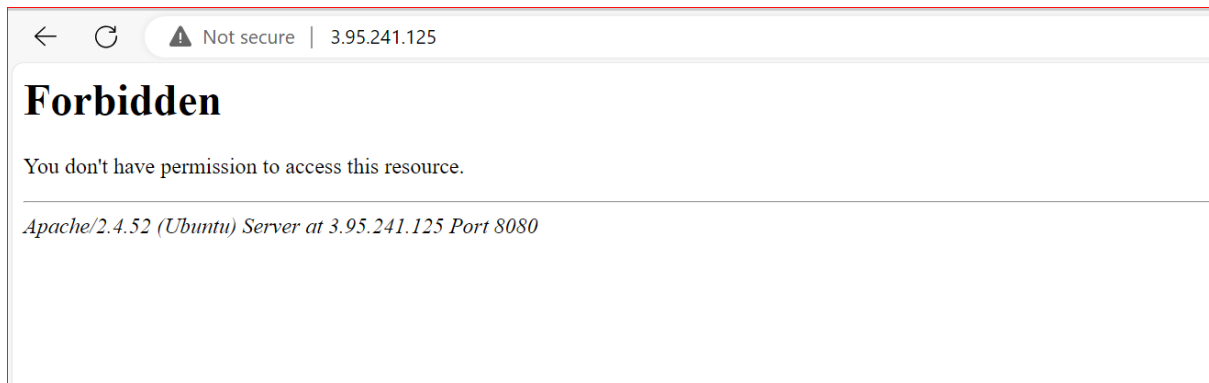 Not secure | 3.95.241.125
Forbidden
You don't have permission to access this resource.
Apache/2.4.52 (Ubuntu) Server at 3.95.241.125 Port 8080